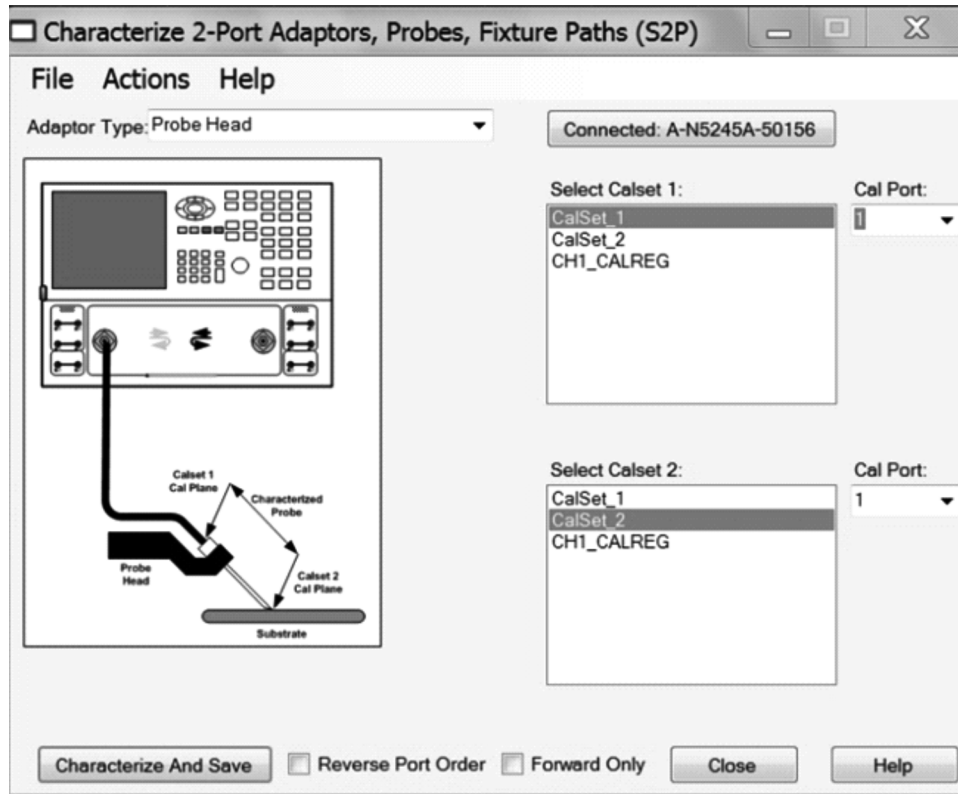 Characterize 2-Port Adaptors, Probes, Fixture Paths (S2P)
File Actions Help
Adaptor Type: Probe Head
Connected: A-N5245A-50156
Select Calset 1:
Cal Port:
CalSet_1
CalSet_2
CH1_CALREG
1
Calset 1
Cal Plane
Characterized
Probe
Probe
Head
Calset 2
Cal Plane
Substrate
Select Calset 2:
Cal Port:
CalSet_1
CalSet_2
CH1_CALREG
1
Characterize And Save
Reverse Port Order
Forward Only
Close
Help